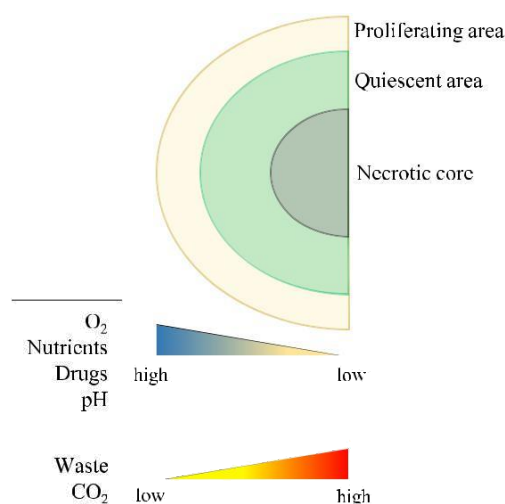 Proliferating area
Quiescent area
Necrotic core
O₂
Nutrients
Drugs
pH
high low
Waste
CO₂
low high